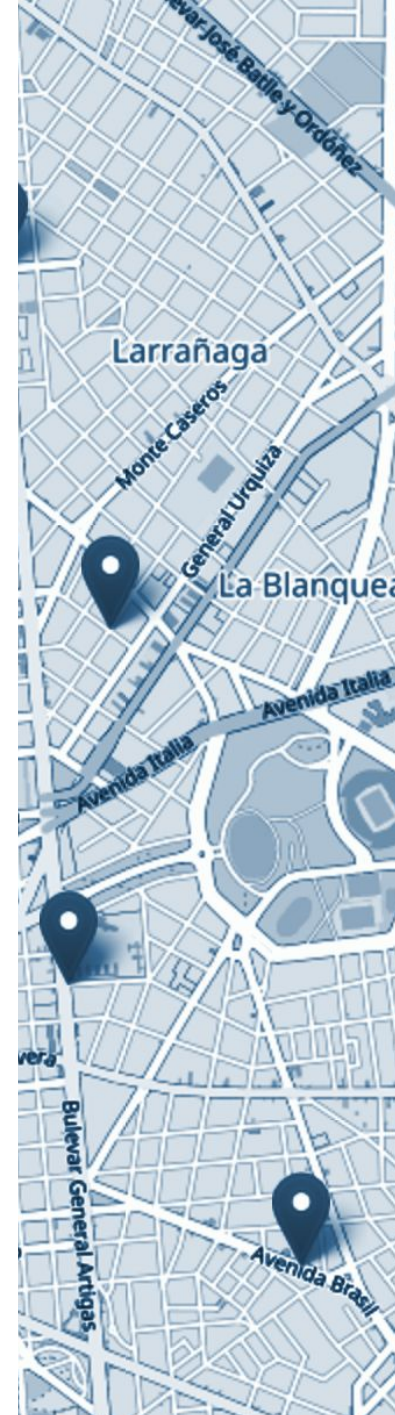 evar José Batlle y Ordóñez
Larrañaga
Monte Caseros
General Urquiza
La Blanquea
Avenida Italia
Avenida Italia
vera
Bulevar General Artigas
Avenida Brasil